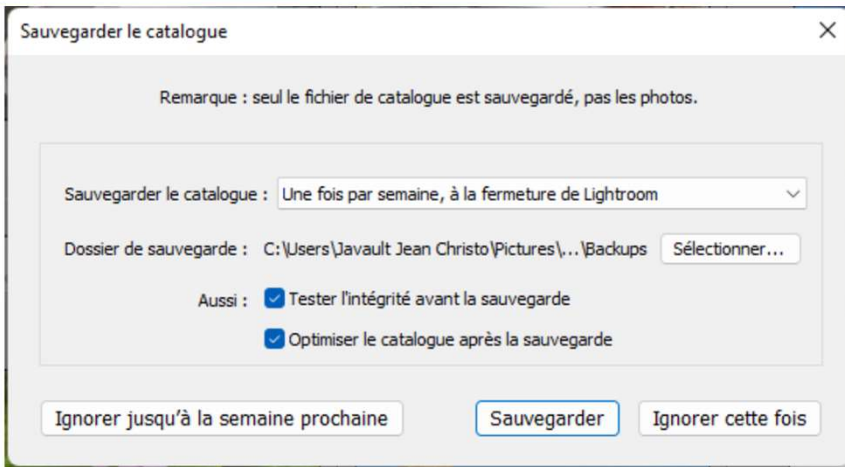 Sauvegarder le catalogue
Remarque : seul le fichier de catalogue est sauvegardé, pas les photos.
Sauvegarder le catalogue : Une fois par semaine, à la fermeture de Lightroom
Dossier de sauvegarde : C:\Users\Javault Jean Christo\Pictures\...\Backups Sélectionner...
Aussi : Tester l'intégrité avant la sauvegarde
Optimiser le catalogue après la sauvegarde
Ignorer jusqu'à la semaine prochaine Sauvegarder Ignorer cette fois